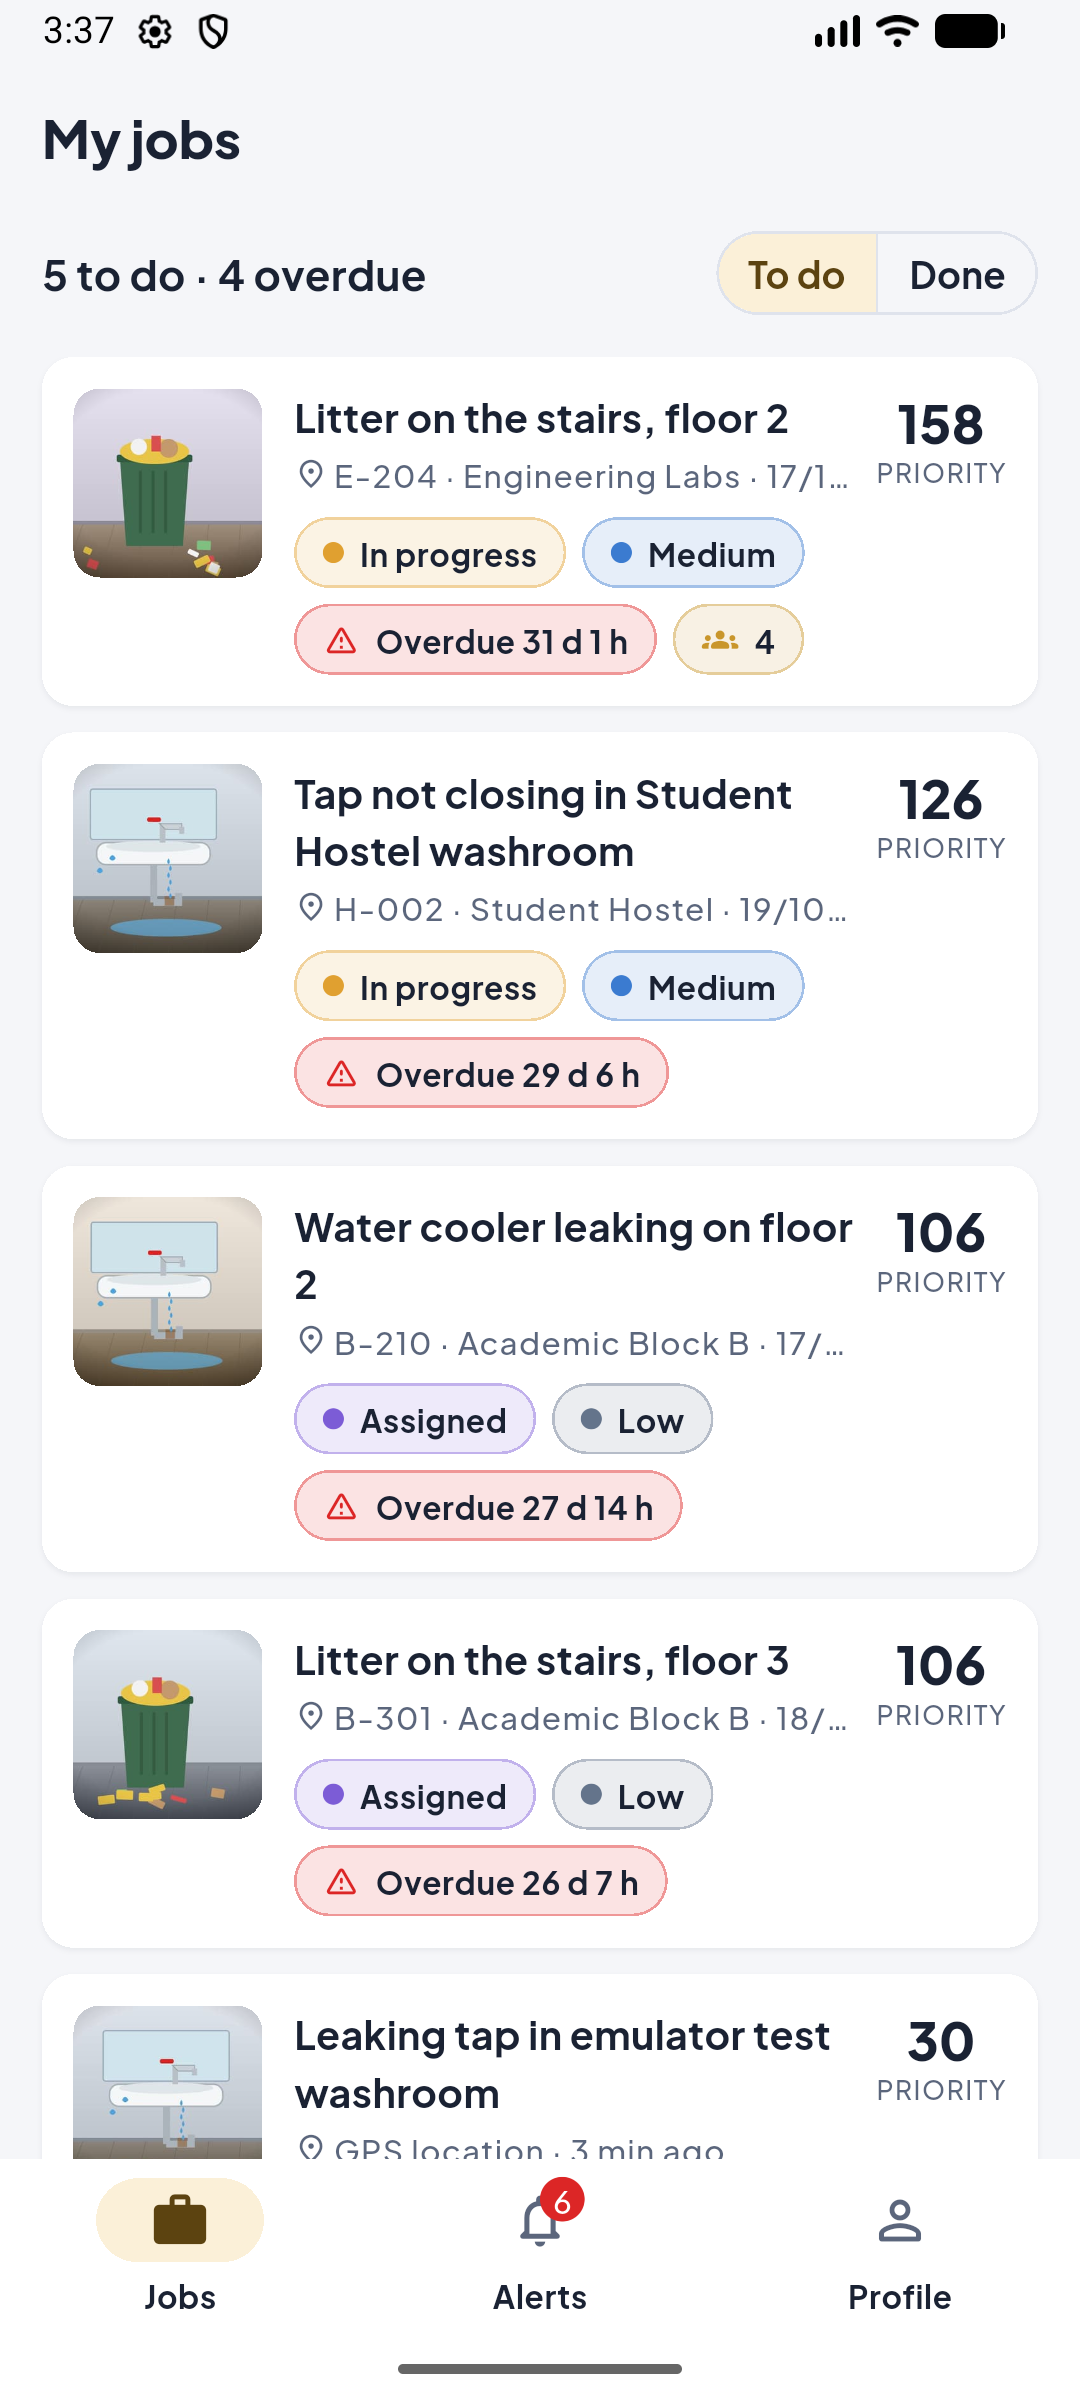 3:37
My jobs
5 to do · 4 overdue
To do
Done
Litter on the stairs, floor 2
158
PRIORITY
E-204 · Engineering Labs · 17/1…
In progress
Medium
Overdue 31 d 1 h
4
Tap not closing in Student
Hostel washroom
126
PRIORITY
H-002 · Student Hostel · 19/10…
In progress
Medium
Overdue 29 d 6 h
Water cooler leaking on floor
2
106
PRIORITY
B-210 · Academic Block B · 17/…
Assigned
Low
Overdue 27 d 14 h
Litter on the stairs, floor 3
106
PRIORITY
B-301 · Academic Block B · 18/…
Assigned
Low
Overdue 26 d 7 h
Leaking tap in emulator test
washroom
30
PRIORITY
GPS location · 3 min ago
6
Jobs
Alerts
Profile